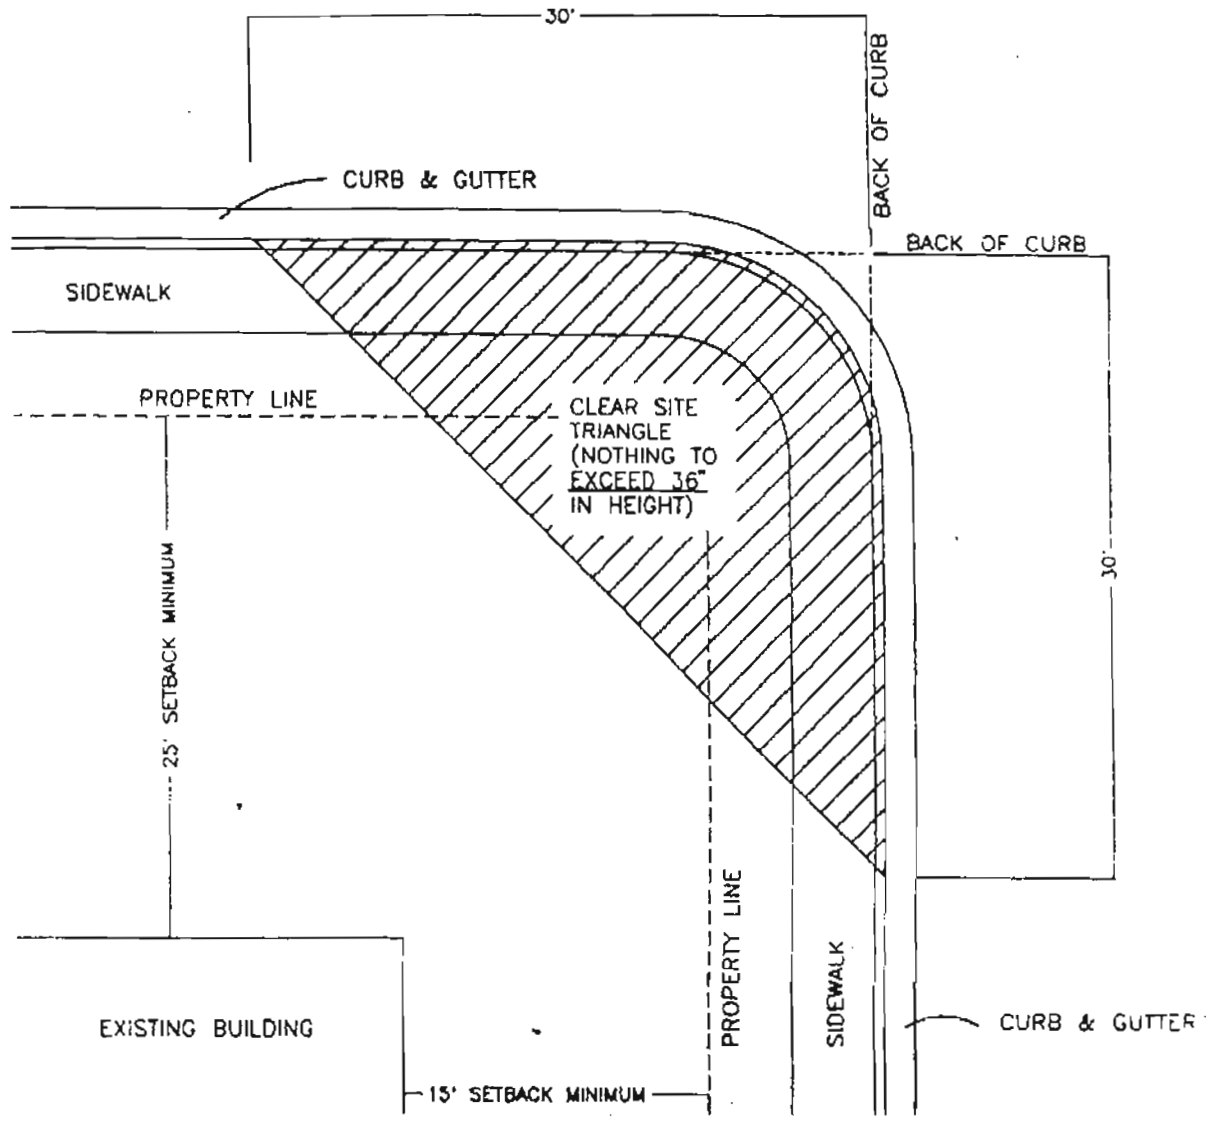 30'
BACK OF CURB
CURB & GUTTER
BACK OF CURB
SIDEWALK
PROPERTY LINE
CLEAR SITE
TRIANGLE
(NOTHING TO
EXCEED 36"
IN HEIGHT)
30'
25' SETBACK MINIMUM
PROPERTY LINE
SIDEWALK
EXISTING BUILDING
CURB & GUTTER
15' SETBACK MINIMUM